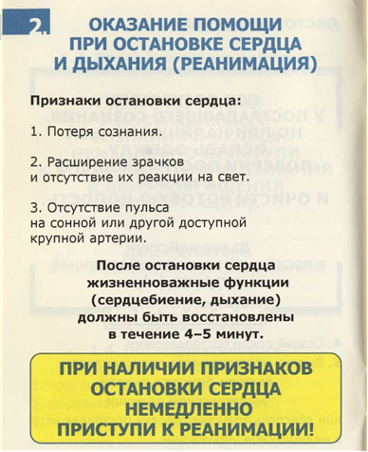 2.
ОКАЗАНИЕ ПОМОЩИ
ПРИ ОСТАНОВКЕ СЕРДЦА
И ДЫХАНИЯ (РЕАНИМАЦИЯ)
Признаки остановки сердца:
1. Потеря сознания.
2. Расширение зрачков
и отсутствие их реакции на свет.
3. Отсутствие пульса
на сонной или другой доступной
крупной артерии.
После остановки сердца
жизненноважные функции
(сердцебиение, дыхание)
должны быть восстановлены
в течение 4–5 минут.
ПРИ НАЛИЧИИ ПРИЗНАКОВ
ОСТАНОВКИ СЕРДЦА
НЕМЕДЛЕННО
ПРИСТУПИ К РЕАНИМАЦИИ!